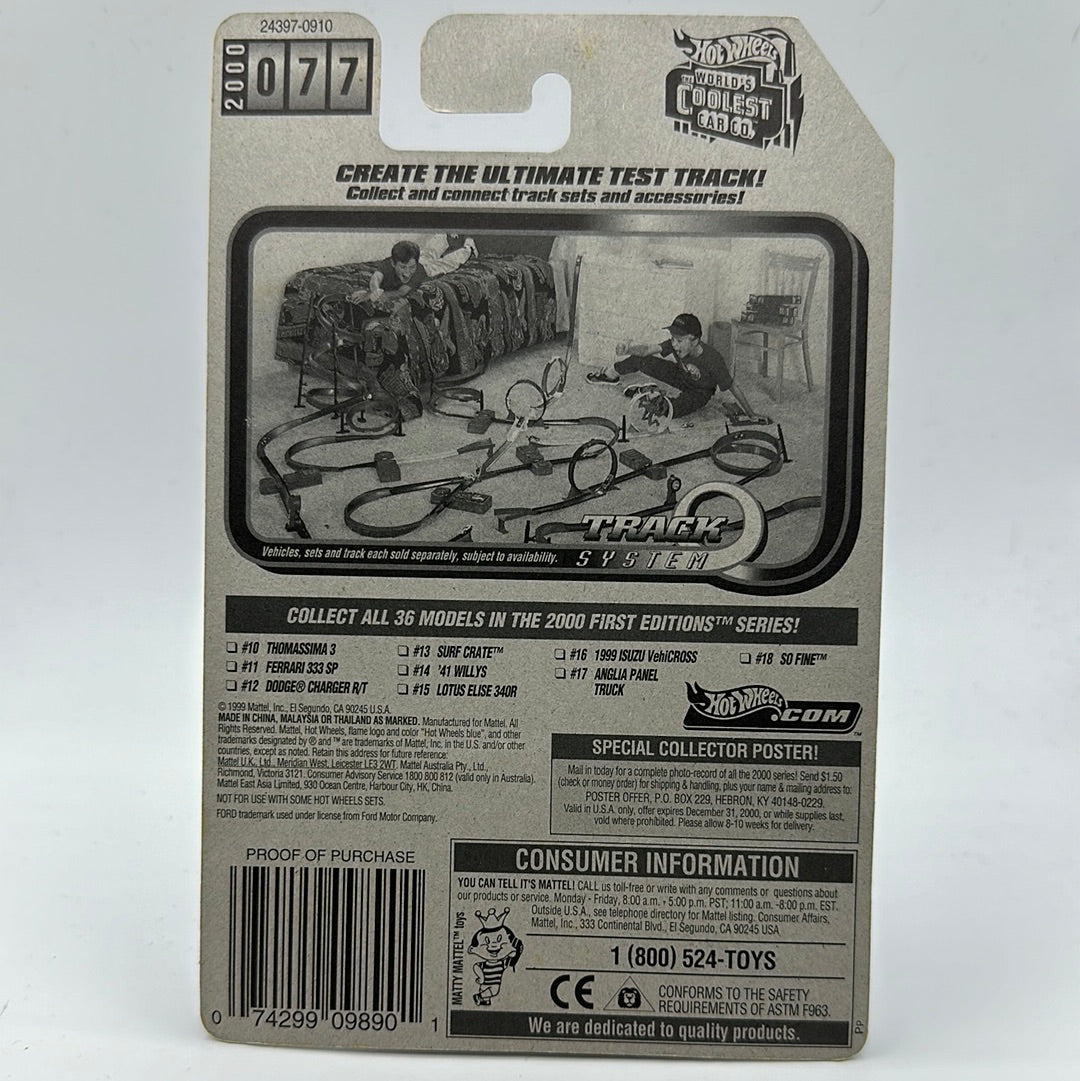 24397-0910
2000
077
HOT WHEELS
THE WORLD'S
COOLEST
CAR CO.™
CREATE THE ULTIMATE TEST TRACK!
Collect and connect track sets and accessories!
TRACK
SYSTEM
Vehicles, sets and track each sold separately, subject to availability.
COLLECT ALL 36 MODELS IN THE 2000 FIRST EDITIONS™ SERIES!
❏ #10 THOMASSIMA 3
❏ #11 FERRARI 333 SP
❏ #12 DODGE® CHARGER R/T
❏ #13 SURF CRATE™
❏ #14 '41 WILLYS
❏ #15 LOTUS ELISE 340R
❏ #16 1999 ISUZU VehiCROSS
❏ #17 ANGLIA PANEL
TRUCK
❏ #18 SO FINE™
HOT WHEELS
.COM™
© 1999 Mattel, Inc., El Segundo, CA 90245 U.S.A.
MADE IN CHINA, MALAYSIA OR THAILAND AS MARKED. Manufactured for Mattel. All
Rights Reserved. Mattel, Hot Wheels, flame logo and color "Hot Wheels blue", and other
trademarks designated by ® and ™ are trademarks of Mattel, Inc. in the U.S. and/or other
countries, except as noted. Retain this address for future reference:
Mattel U.K. Ltd., Meridian West, Leicester LE3 2WT. Mattel Australia Pty., Ltd.,
Richmond, Victoria 3121. Consumer Advisory Service 1800 800 812 (valid only in Australia).
Mattel East Asia Limited, 930 Ocean Centre, Harbour City, HK, China.
NOT FOR USE WITH SOME HOT WHEELS SETS.
FORD trademark used under license from Ford Motor Company.
SPECIAL COLLECTOR POSTER!
Mail in today for a complete photo-record of all the 2000 series! Send $1.50
(check or money order) for shipping & handling, plus your name & mailing address to:
POSTER OFFER, P.O. BOX 229, HEBRON, KY 40148-0229.
Valid in U.S.A. only, offer expires December 31, 2000, or while supplies last,
void where prohibited. Please allow 8-10 weeks for delivery.
PROOF OF PURCHASE
0 74299 09890 1
CONSUMER INFORMATION
YOU CAN TELL IT'S MATTEL! CALL us toll-free or write with any comments or questions about
our products or service. Monday - Friday, 8:00 a.m. - 5:00 p.m. PST; 11:00 a.m. -8:00 p.m. EST.
Outside U.S.A., see telephone directory for Mattel listing. Consumer Affairs,
Mattel, Inc., 333 Continental Blvd., El Segundo, CA 90245 USA
MATTY MATTEL™ toys
1 (800) 524-TOYS
CE
CONFORMS TO THE SAFETY
REQUIREMENTS OF ASTM F963.
We are dedicated to quality products.
PP